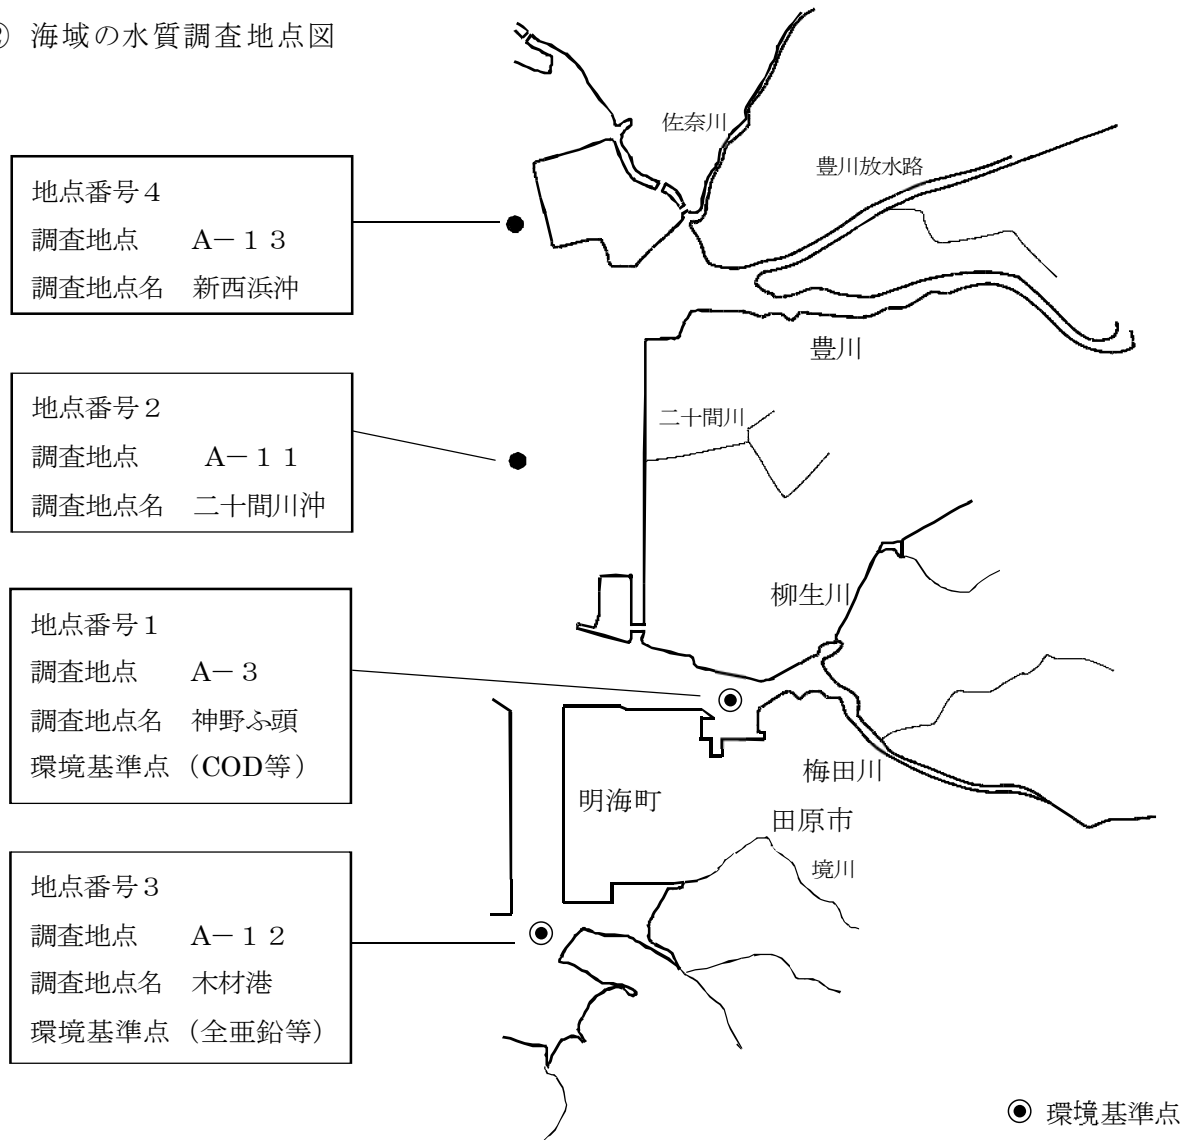 ② 海域の水質調査地点図
佐奈川
豊川放水路
地点番号４
調査地点 A－１３
調査地点名 新西浜沖
豊川
地点番号２
調査地点 A－１１
調査地点名 二十間川沖
二十間川
地点番号１
調査地点 A－３
調査地点名 神野ふ頭
環境基準点（COD等）
柳生川
梅田川
明海町
田原市
境川
地点番号３
調査地点 A－１２
調査地点名 木材港
環境基準点（全亜鉛等）
環境基準点